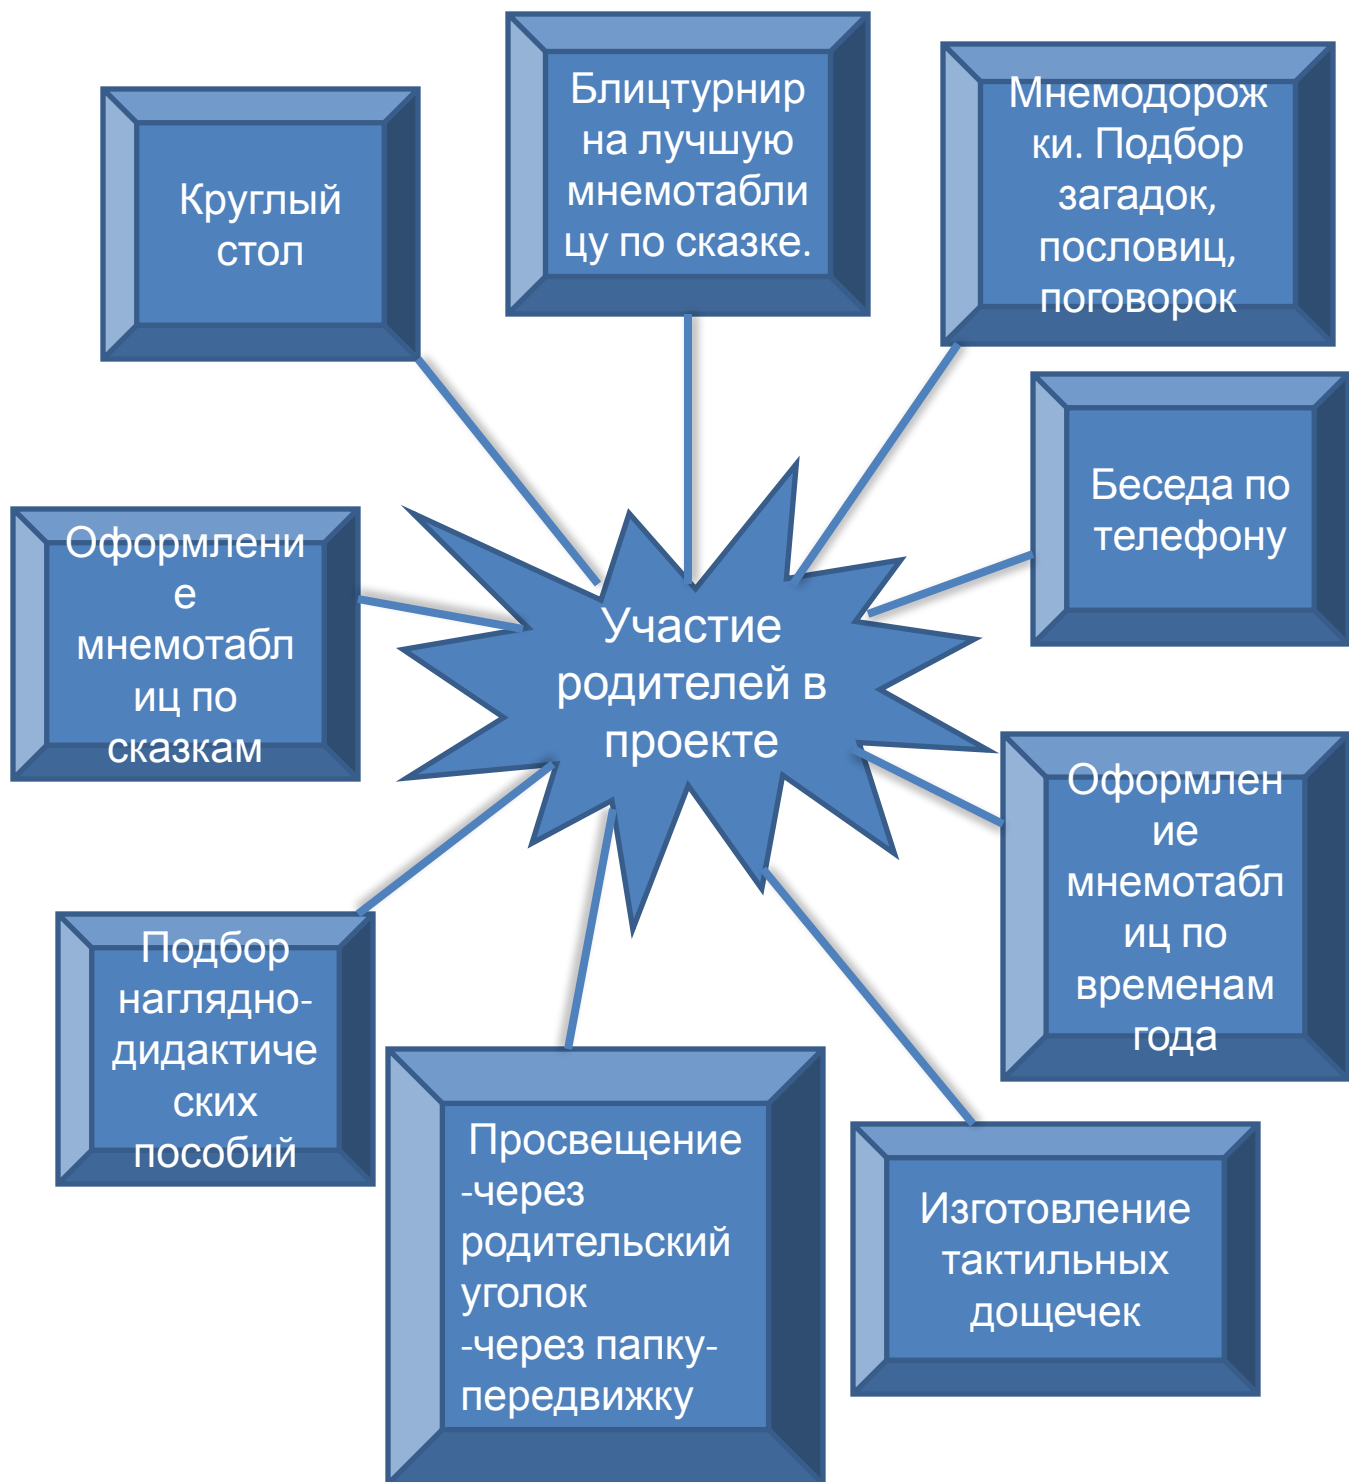 Блицтурнир
на лучшую
мнемотабли
цу по сказке.
Мнемодорож
ки. Подбор
загадок,
пословиц,
поговорок
Круглый
стол
Беседа по
телефону
Оформлени
е
мнемотабл
иц по
сказкам
Участие
родителей в
проекте
Оформлен
ие
мнемотабл
иц по
временам
года
Подбор
наглядно-
дидактиче
ских
пособий
Просвещение
-через
родительский
уголок
-через папку-
передвижку
Изготовление
тактильных
дощечек